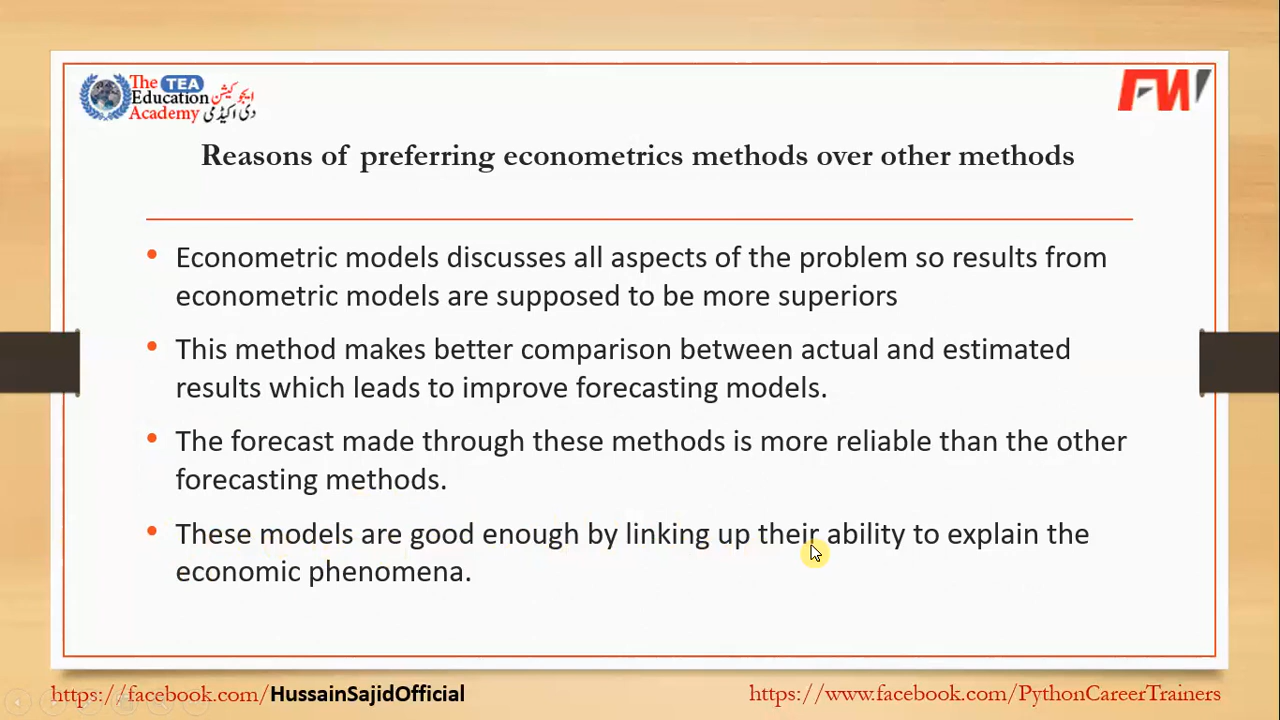 The TEA
Education ایجوکیشن
Academy دی اکیڈمی
FW
Reasons of preferring econometrics methods over other methods
• Econometric models discusses all aspects of the problem so results from
econometric models are supposed to be more superiors
• This method makes better comparison between actual and estimated
results which leads to improve forecasting models.
• The forecast made through these methods is more reliable than the other
forecasting methods.
• These models are good enough by linking up their ability to explain the
economic phenomena.
https://facebook.com/HussainSajidOfficial
https://www.facebook.com/PythonCareerTrainers